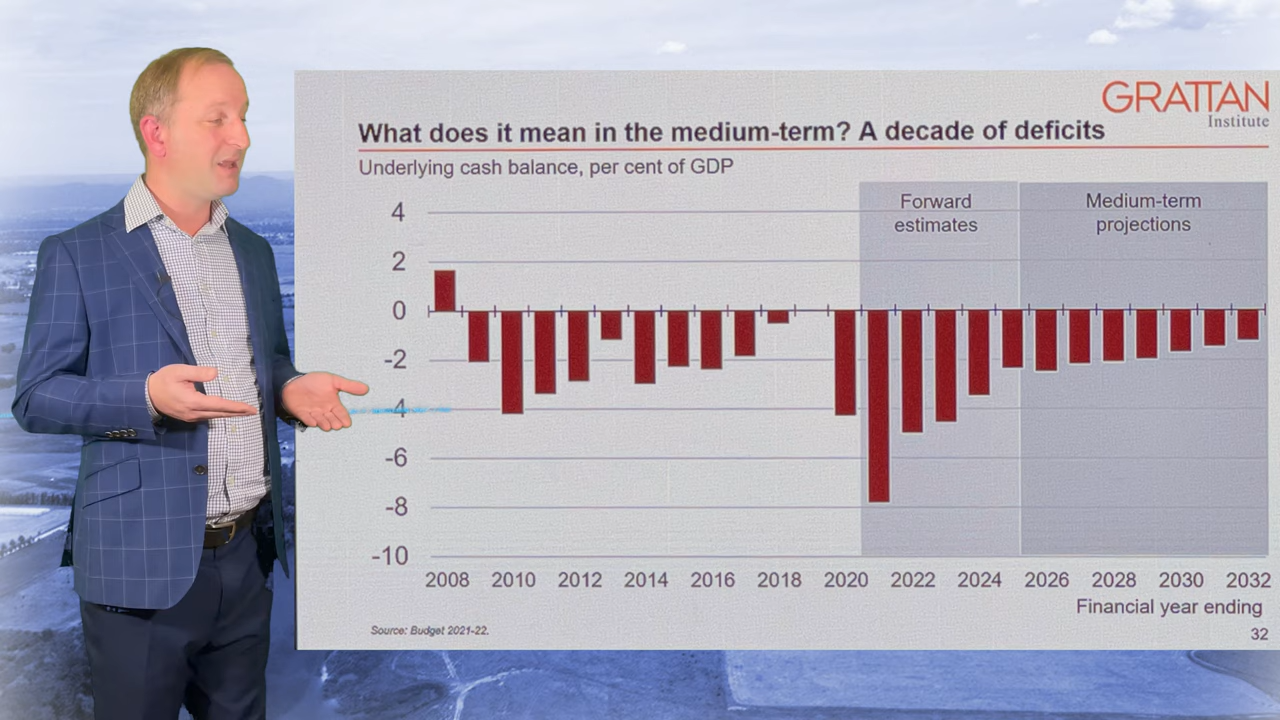 GRATTAN
Institute
What does it mean in the medium-term? A decade of deficits
Underlying cash balance, per cent of GDP
Forward
estimates
Medium-term
projections
4
2
0
-2
-4
-6
-8
-10
2008 2010 2012 2014 2016 2018 2020 2022 2024 2026 2028 2030 2032
Financial year ending
Source: Budget 2021-22.
32